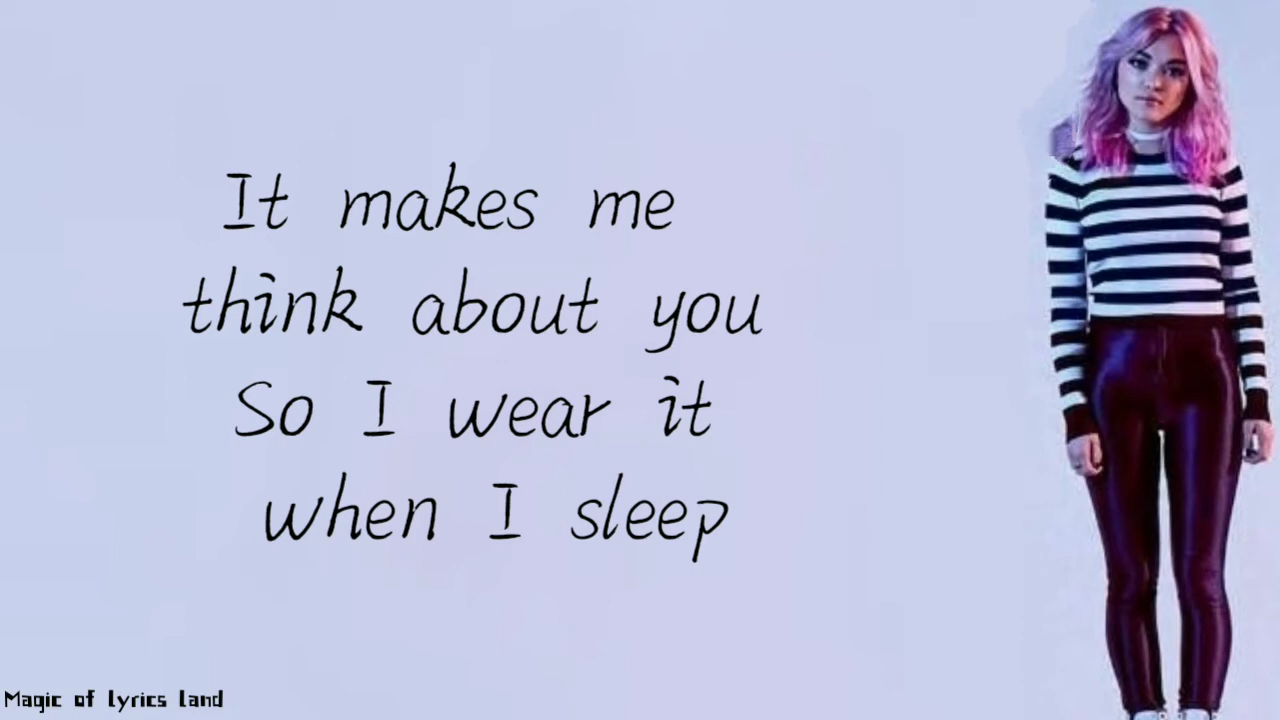 It makes me
think about you
So I wear it
when I sleep
Magic of lyrics land